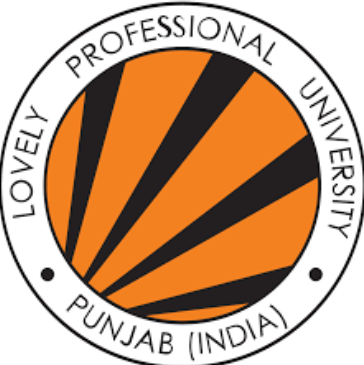 LOVELY PROFESSIONAL UNIVERSITY
PUNJAB (INDIA)